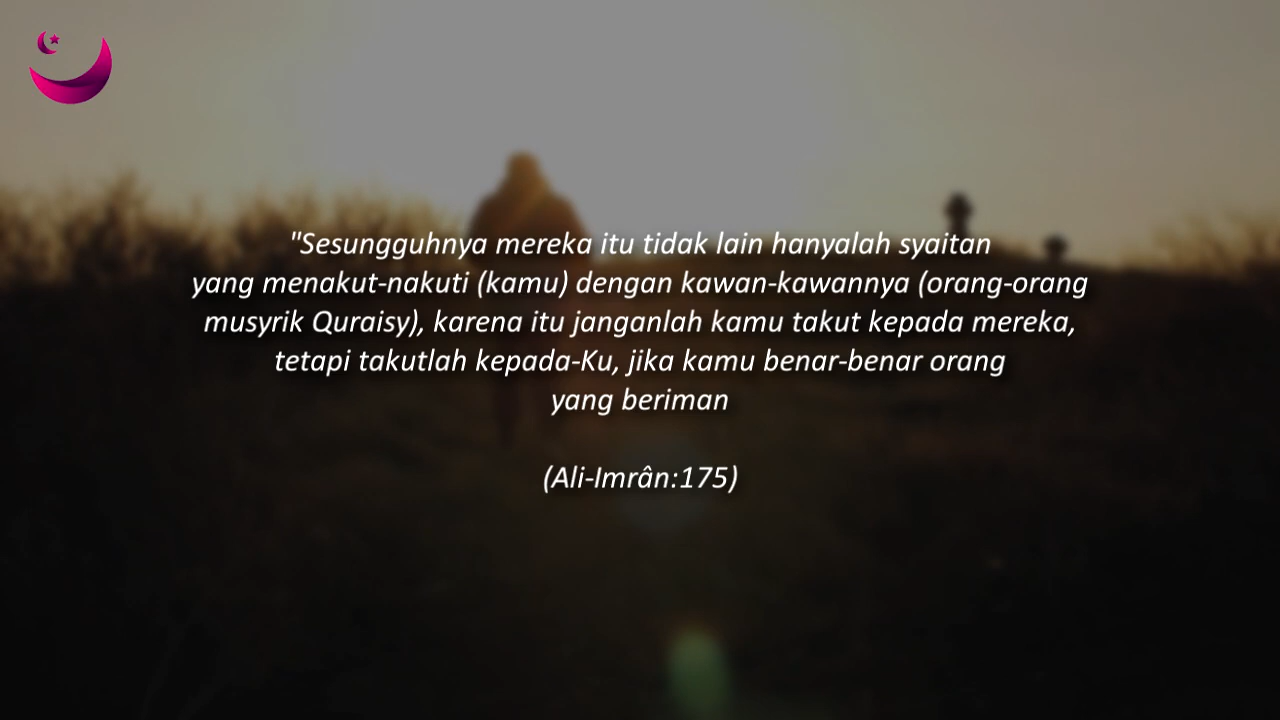 "Sesungguhnya mereka itu tidak lain hanyalah syaitan
yang menakut-nakuti (kamu) dengan kawan-kawannya (orang-orang
musyrik Quraisy), karena itu janganlah kamu takut kepada mereka,
tetapi takutlah kepada-Ku, jika kamu benar-benar orang
yang beriman
(Ali-Imrân:175)